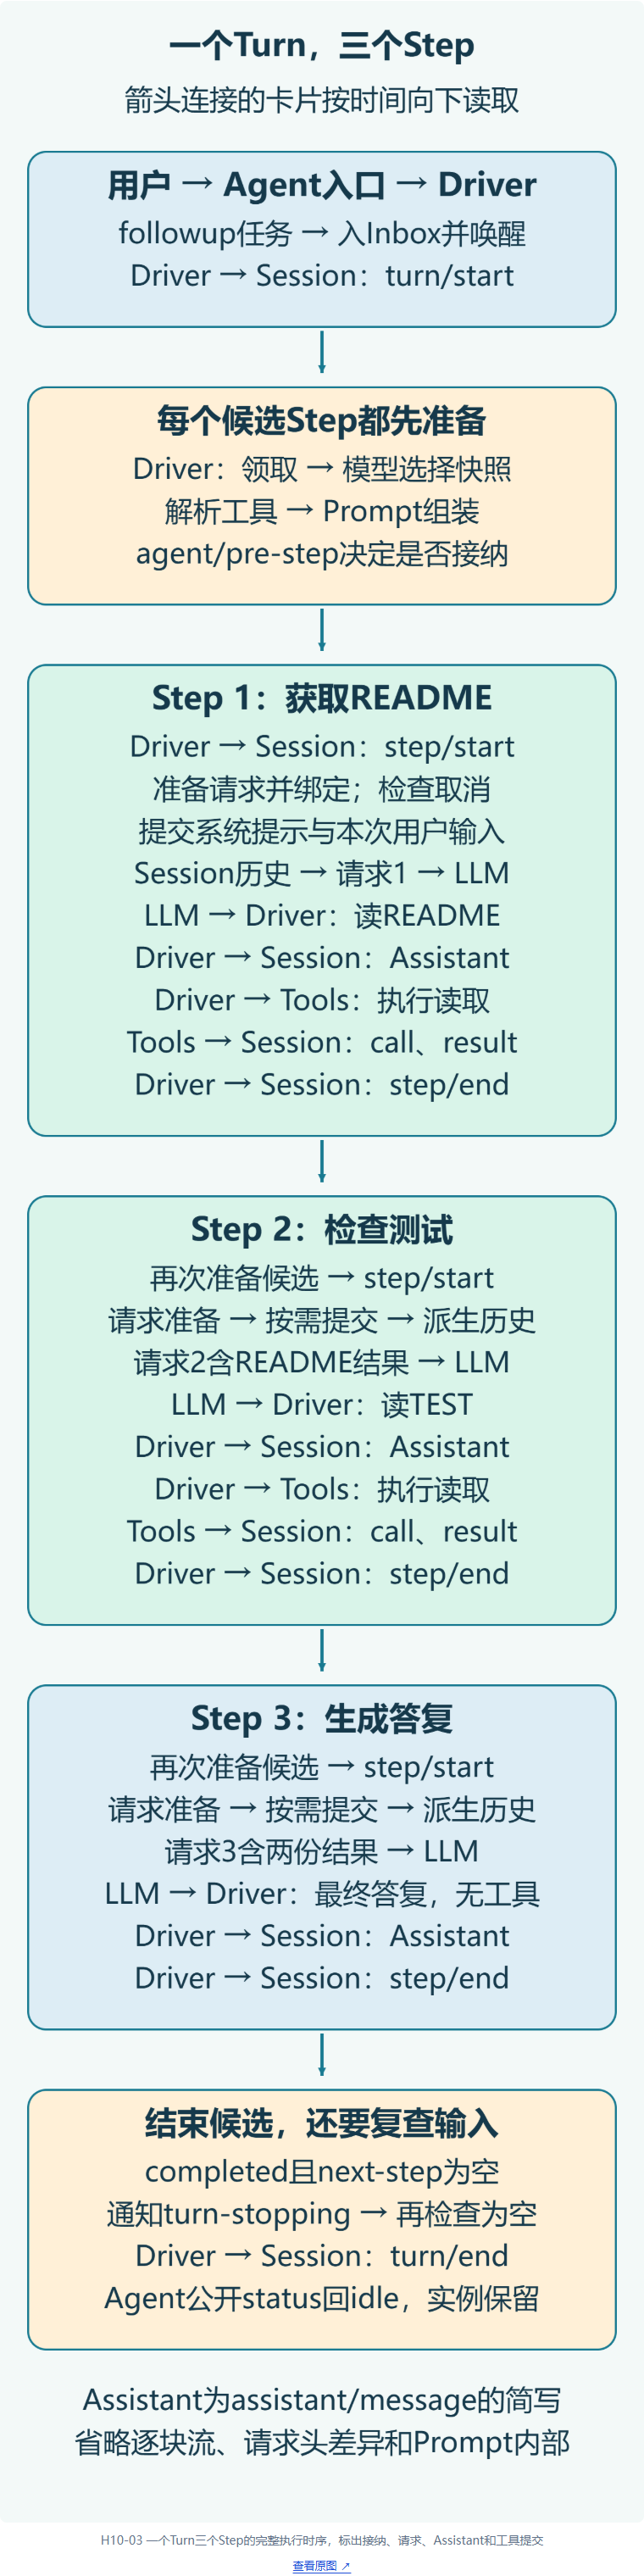 一个Turn，三个Step
箭头连接的卡片按时间向下读取
用户 → Agent入口 → Driver
followup任务 → 入Inbox并唤醒
Driver → Session：turn/start
每个候选Step都先准备
Driver：领取 → 模型选择快照
解析工具 → Prompt组装
agent/pre-step决定是否接纳
Step 1：获取README
Driver → Session：step/start
准备请求并绑定；检查取消
提交系统提示与本次用户输入
Session历史 → 请求1 → LLM
LLM → Driver：读README
Driver → Session：Assistant
Driver → Tools：执行读取
Tools → Session：call、result
Driver → Session：step/end
Step 2：检查测试
再次准备候选 → step/start
请求准备 → 按需提交 → 派生历史
请求2含README结果 → LLM
LLM → Driver：读TEST
Driver → Session：Assistant
Driver → Tools：执行读取
Tools → Session：call、result
Driver → Session：step/end
Step 3：生成答复
再次准备候选 → step/start
请求准备 → 按需提交 → 派生历史
请求3含两份结果 → LLM
LLM → Driver：最终答复，无工具
Driver → Session：Assistant
Driver → Session：step/end
结束候选，还要复查输入
completed且next-step为空
通知turn-stopping → 再检查为空
Driver → Session：turn/end
Agent公开status回idle，实例保留
Assistant为assistant/message的简写
省略逐块流、请求头差异和Prompt内部
H10-03 一个Turn三个Step的完整执行时序，标出接纳、请求、Assistant和工具提交
查看原图 ↗